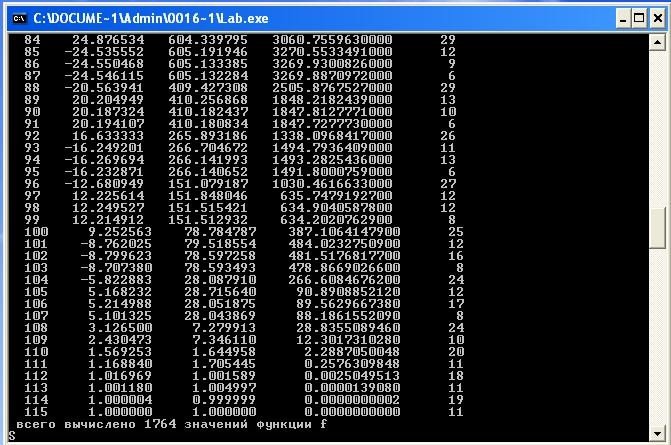 C:\DOCUME~1\Admin\0016~1\Lab.exe
84 24.876534 604.339795 3060.7559630000 29
85 -24.535552 605.191946 3270.5533491000 12
86 -24.550468 605.133385 3269.9300826000 9
87 -24.546115 605.132284 3269.8870972000 6
88 -20.563941 409.427308 2505.8767527000 29
89 20.204949 410.256868 1848.2182439000 13
90 20.187324 410.182437 1847.8127771000 10
91 20.194107 410.180834 1847.7277730000 6
92 16.633333 265.893186 1338.0968417000 26
93 -16.249201 266.704672 1494.7936409000 11
94 -16.269694 266.141993 1493.2825436000 13
95 -16.232871 266.140652 1491.8000759000 6
96 -12.680949 151.079187 1030.4616633000 27
97 12.225614 151.848046 635.7479192700 12
98 12.249527 151.515421 634.9040587800 12
99 12.214912 151.512932 634.2020762900 8
100 9.252563 78.784787 387.1064147900 25
101 -8.762025 79.518554 484.0232750900 12
102 -8.799623 78.597258 481.5176817700 16
103 -8.707380 78.593493 478.8669026600 8
104 -5.822883 28.087910 266.6084676200 24
105 5.168232 28.715640 90.8908852120 12
106 5.214988 28.051875 89.5629667380 17
107 5.101325 28.043869 88.1861552090 8
108 3.126500 7.279913 28.8355089460 24
109 2.430473 7.346110 12.3017310280 10
110 1.569253 1.644958 2.2887050048 20
111 1.168840 1.705445 0.2576309848 11
112 1.016969 1.001589 0.0025049513 18
113 1.001180 1.004997 0.0000139080 11
114 1.000004 0.999999 0.0000000002 19
115 1.000000 1.000000 0.0000000000 11
всего вычислено 1764 значений функции f
S